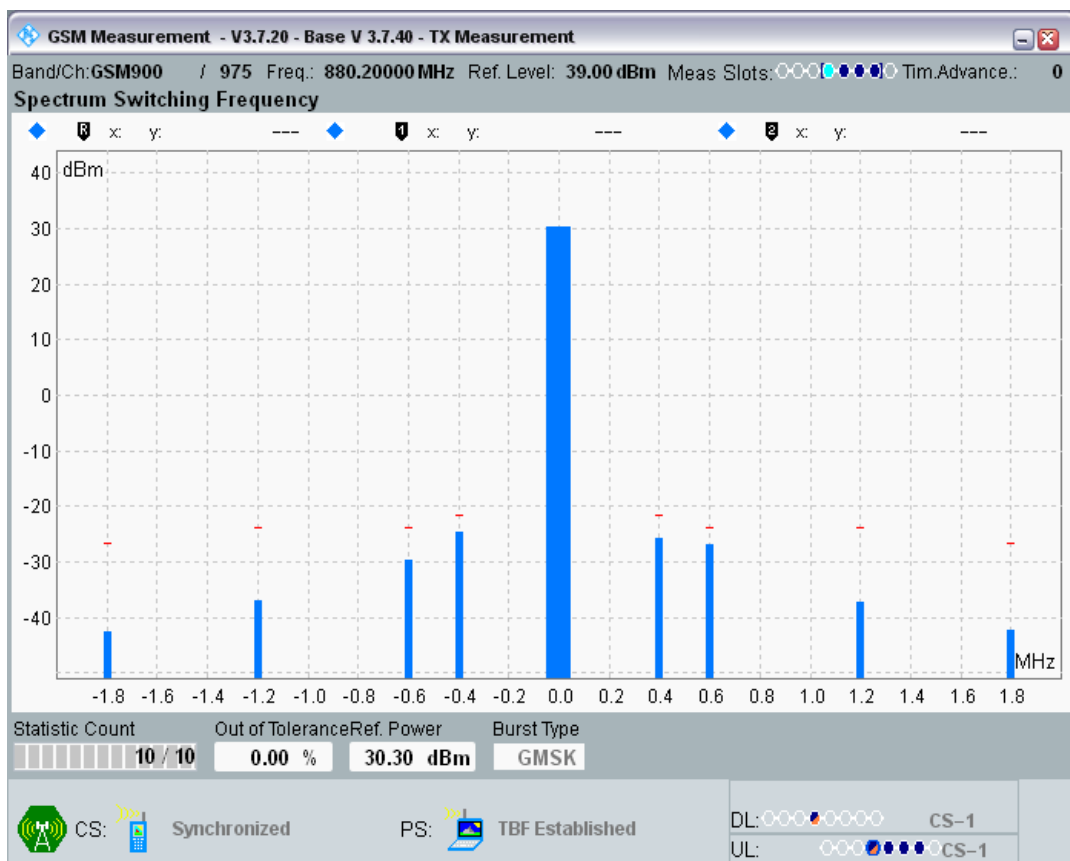 GSM Measurement - V3.7.20 - Base V 3.7.40 - TX Measurement
Band/Ch:GSM900 / 975 Freq.: 880.20000 MHz Ref. Level: 39.00 dBm Meas Slots: Tim.Advance.: 0
Spectrum Switching Frequency
R x: y: --- 1 x: y: --- 2 x: y: ---
dBm
40
30
20
10
0
-10
-20
-30
-40
MHz
-1.8 -1.6 -1.4 -1.2 -1.0 -0.8 -0.6 -0.4 -0.2 0.0 0.2 0.4 0.6 0.8 1.0 1.2 1.4 1.6 1.8
Statistic Count Out of Tolerance Ref. Power Burst Type
10 / 10 0.00 % 30.30 dBm GMSK
CS: Synchronized PS: TBF Established
DL: CS-1
UL: CS-1